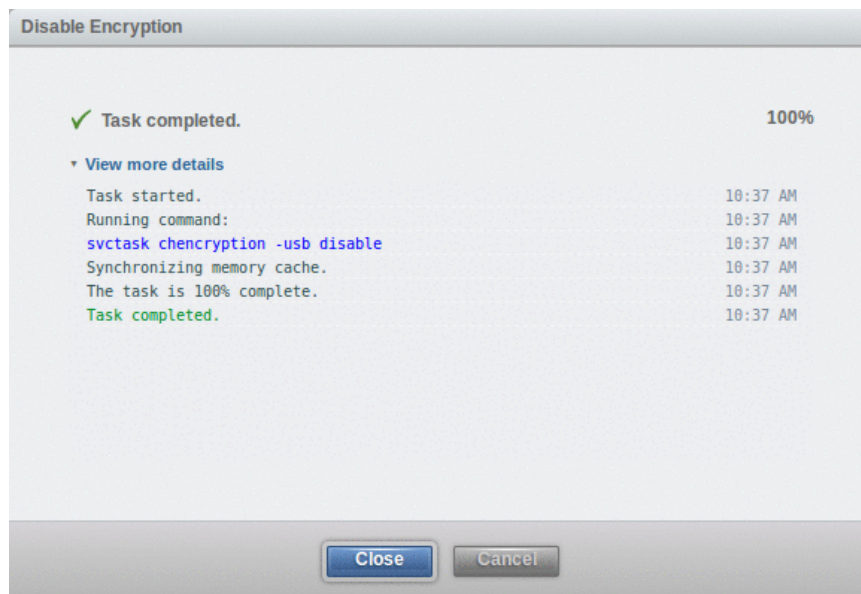 Disable Encryption
Task completed. 100%
View more details
Task started. 10:37 AM
Running command: 10:37 AM
svctask chencryption -usb disable 10:37 AM
Synchronizing memory cache. 10:37 AM
The task is 100% complete. 10:37 AM
Task completed. 10:37 AM
Close Cancel